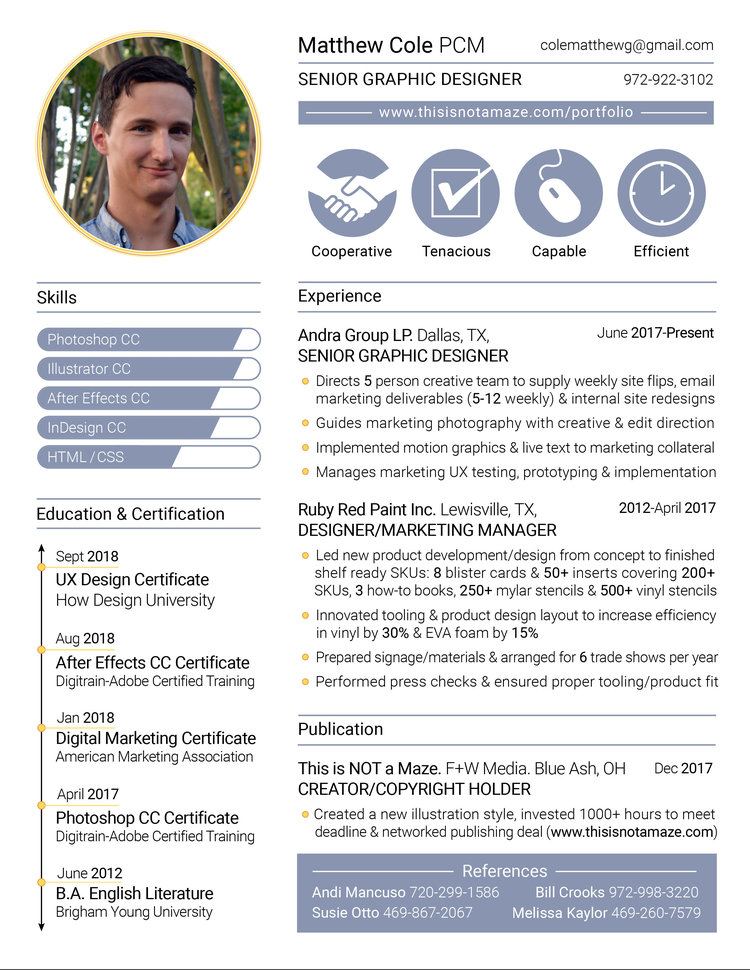 Matthew Cole PCM
colematthewg@gmail.com
SENIOR GRAPHIC DESIGNER
972-922-3102
www.thisisnotamaze.com/portfolio
Cooperative
Tenacious
Capable
Efficient
Skills
Photoshop CC
Illustrator CC
After Effects CC
InDesign CC
HTML/CSS
Education & Certification
Sept 2018
UX Design Certificate
How Design University
Aug 2018
After Effects CC Certificate
Digitrain-Adobe Certified Training
Jan 2018
Digital Marketing Certificate
American Marketing Association
April 2017
Photoshop CC Certificate
Digitrain-Adobe Certified Training
June 2012
B.A. English Literature
Brigham Young University
Experience
Andra Group LP. Dallas, TX,
June 2017-Present
SENIOR GRAPHIC DESIGNER
Directs 5 person creative team to supply weekly site flips, email
marketing deliverables (5-12 weekly) & internal site redesigns
Guides marketing photography with creative & edit direction
Implemented motion graphics & live text to marketing collateral
Manages marketing UX testing, prototyping & implementation
Ruby Red Paint Inc. Lewisville, TX,
2012-April 2017
DESIGNER/MARKETING MANAGER
Led new product development/design from concept to finished
shelf ready SKUs: 8 blister cards & 50+ inserts covering 200+
SKUs, 3 how-to books, 250+ mylar stencils & 500+ vinyl stencils
Innovated tooling & product design layout to increase efficiency
in vinyl by 30% & EVA foam by 15%
Prepared signage/materials & arranged for 6 trade shows per year
Performed press checks & ensured proper tooling/product fit
Publication
This is NOT a Maze. F+W Media. Blue Ash, OH
Dec 2017
CREATOR/COPYRIGHT HOLDER
Created a new illustration style, invested 1000+ hours to meet
deadline & networked publishing deal (www.thisisnotamaze.com)
References
Andi Mancuso 720-299-1586
Bill Crooks 972-998-3220
Susie Otto 469-867-2067
Melissa Kaylor 469-260-7579